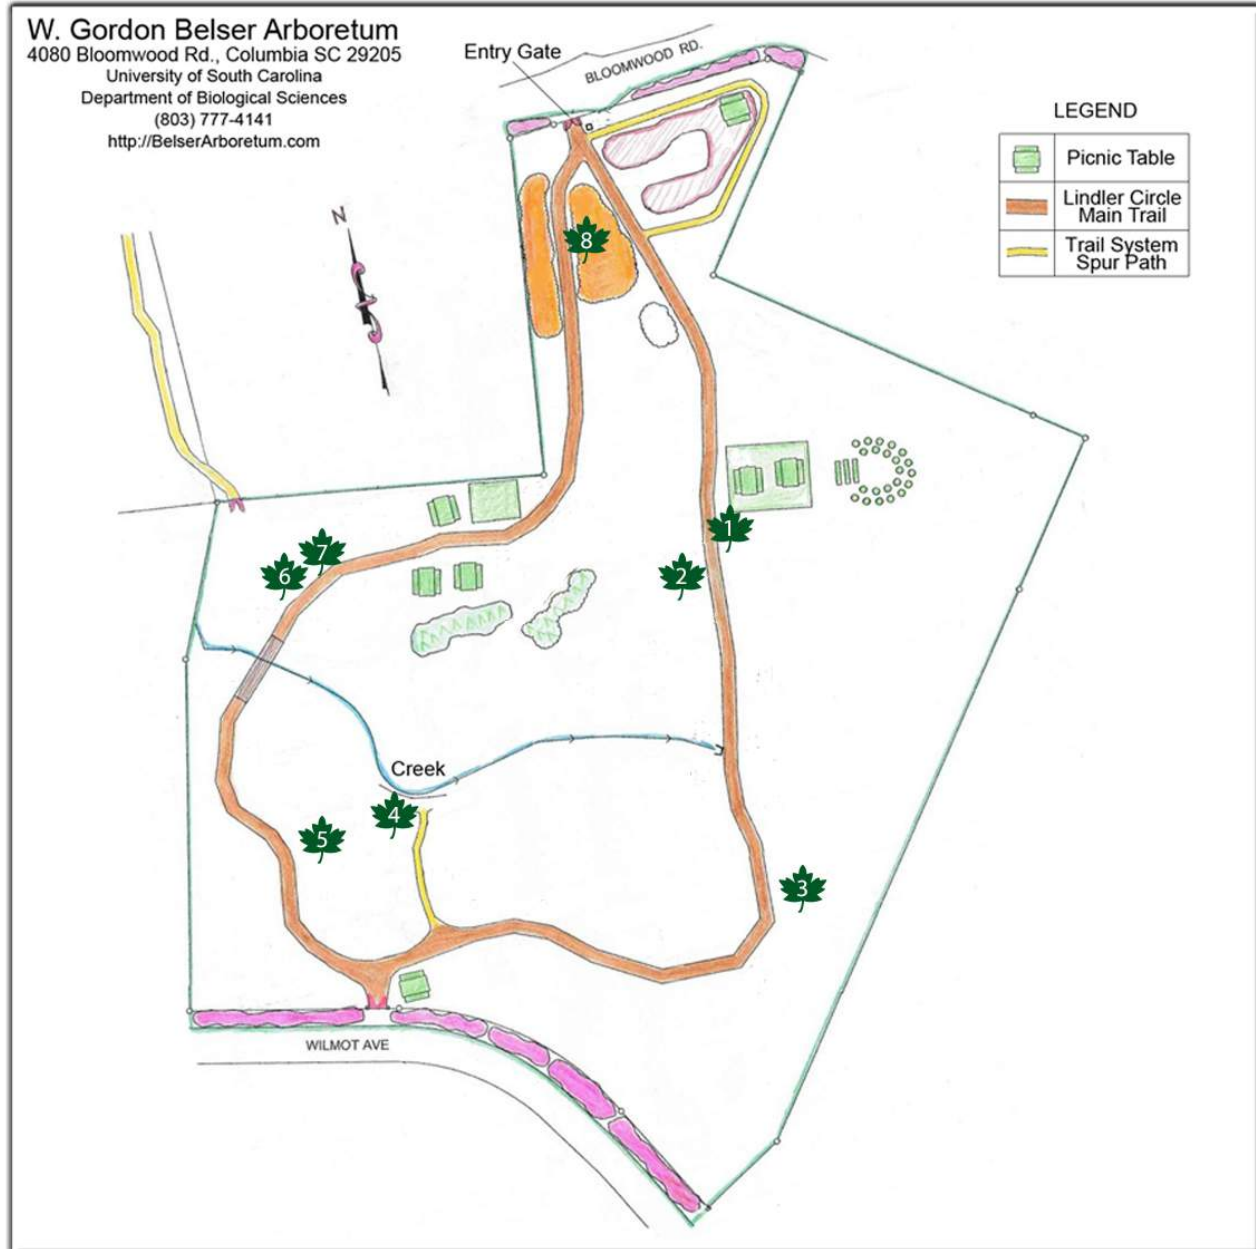 W. Gordon Belser Arboretum
4080 Bloomwood Rd., Columbia SC 29205
University of South Carolina
Department of Biological Sciences
(803) 777-4141
http://BelserArboretum.com
Entry Gate
BLOOMWOOD RD.
LEGEND
Picnic Table
Lindler Circle
Main Trail
Trail System
Spur Path
N
8
1
2
7
6
Creek
4
5
3
WILMOT AVE